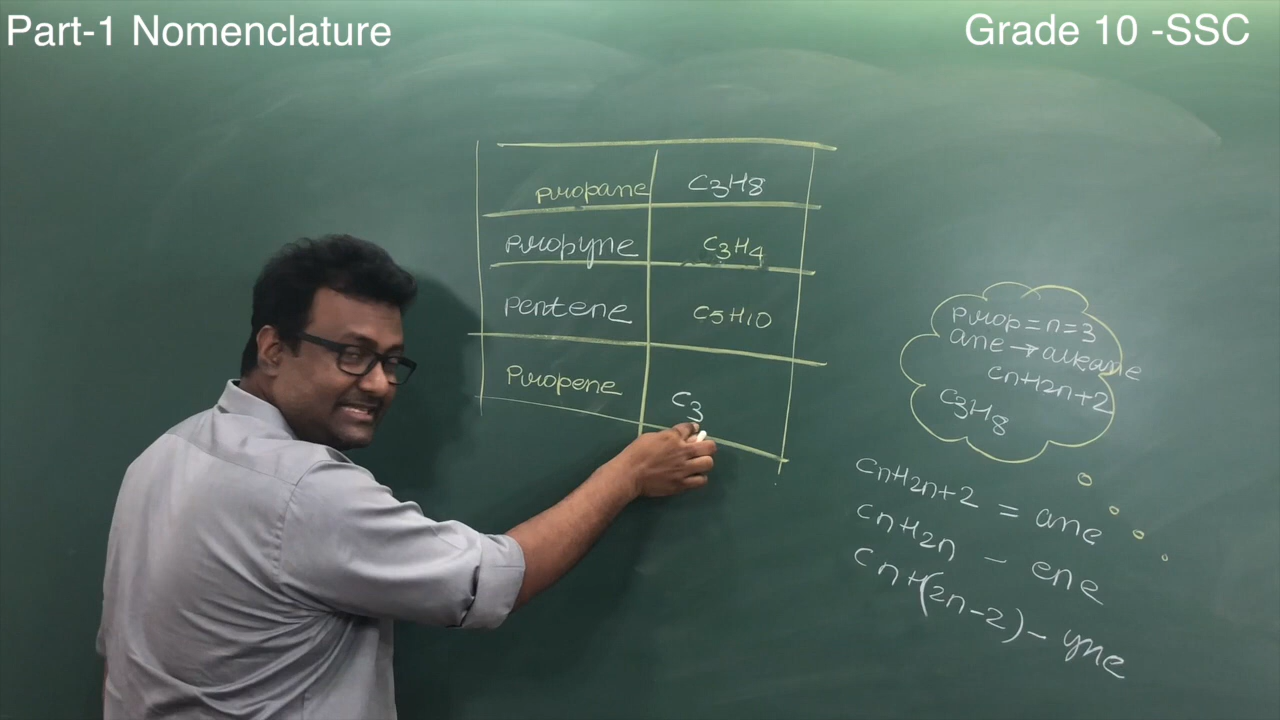 Part-1 Nomenclature
Grade 10 -SSC
propane C3H8
propyne C3H4
pentene C5H10
Propene C3
prop = n = 3
ane → alkane
CnH2n+2
C3H8
CnH2n+2 = ane
CnH2n - ene
CnH(2n-2) - yne